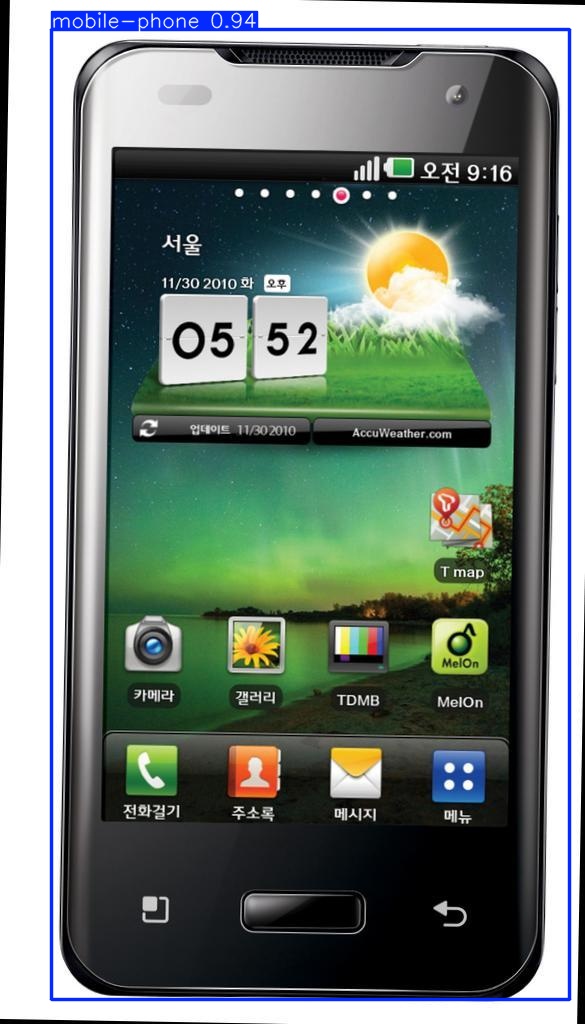 mobile-phone 0.94
오전 9:16
서울
11/30 2010 화 오후
05 52
업데이트 11/30 2010 AccuWeather.com
T map
MelOn
카메라 갤러리 TDMB MelOn
전화걸기 주소록 메시지 메뉴